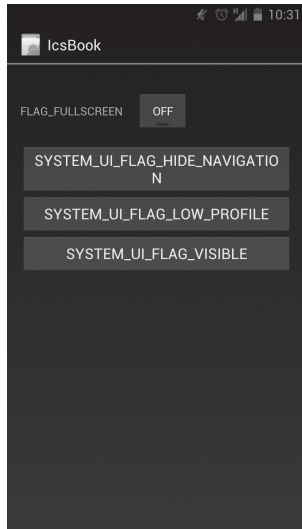 H 10:31
IcsBook
FLAG_FULLSCREEN OFF
SYSTEM_UI_FLAG_HIDE_NAVIGATIO
N
SYSTEM_UI_FLAG_LOW_PROFILE
SYSTEM_UI_FLAG_VISIBLE